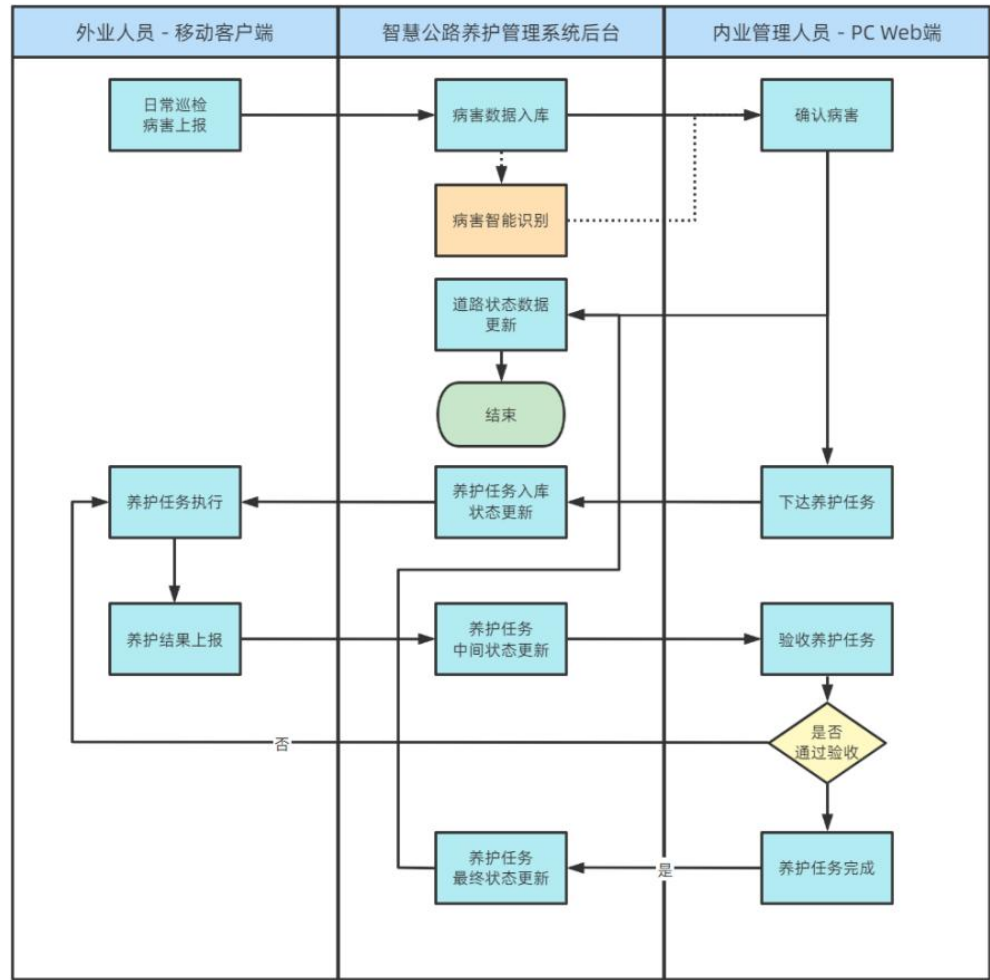 外业人员 - 移动客户端
智慧公路养护管理系统后台
内业管理人员 - PC Web端
日常巡检
病害上报
病害数据入库
确认病害
病害智能识别
道路状态数据
更新
结束
养护任务执行
养护任务入库
状态更新
下达养护任务
养护结果上报
养护任务
中间状态更新
验收养护任务
否
是否
通过验收
养护任务
最终状态更新
是
养护任务完成